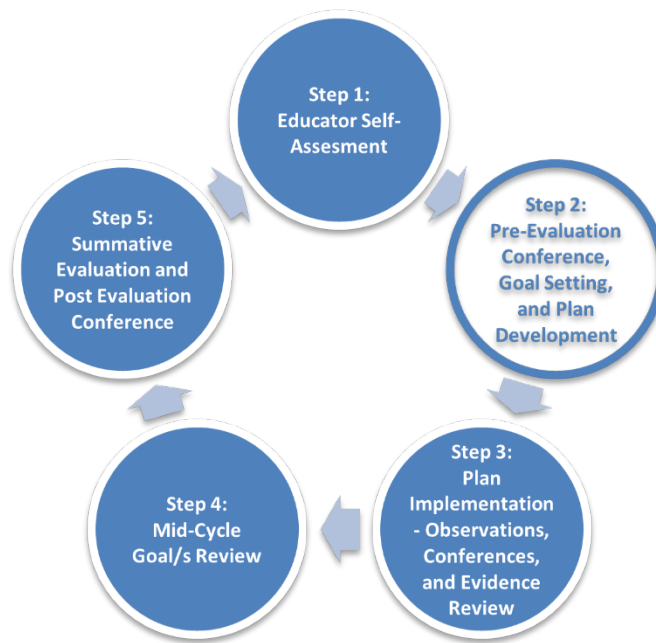 Step 1:
Educator Self-
Assesment
Step 2:
Pre-Evaluation
Conference,
Goal Setting,
and Plan
Development
Step 3:
Plan
Implementation
- Observations,
Conferences,
and Evidence
Review
Step 4:
Mid-Cycle
Goal/s Review
Step 5:
Summative
Evaluation and
Post Evaluation
Conference